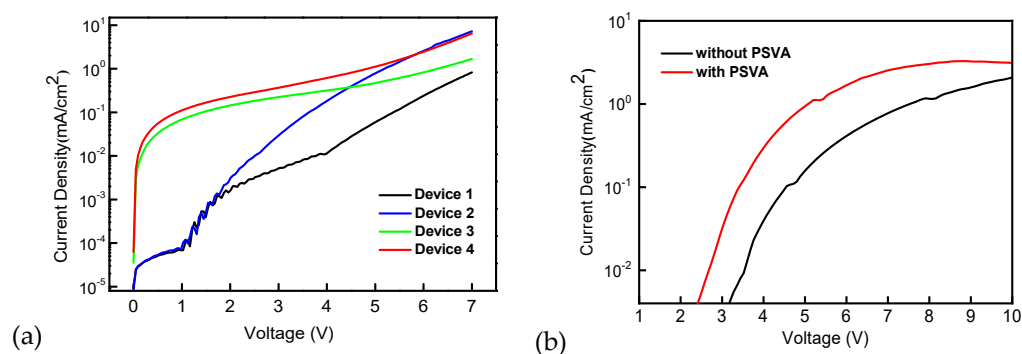 Current Density(mA/cm²)
10¹
10⁰
10⁻¹
10⁻²
10⁻³
10⁻⁴
10⁻⁵
Device 1
Device 2
Device 3
Device 4
0 1 2 3 4 5 6 7
Voltage (V)
(a)
Current Density(mA/cm²)
10¹
10⁰
10⁻¹
10⁻²
without PSVA
with PSVA
1 2 3 4 5 6 7 8 9 10
Voltage (V)
(b)